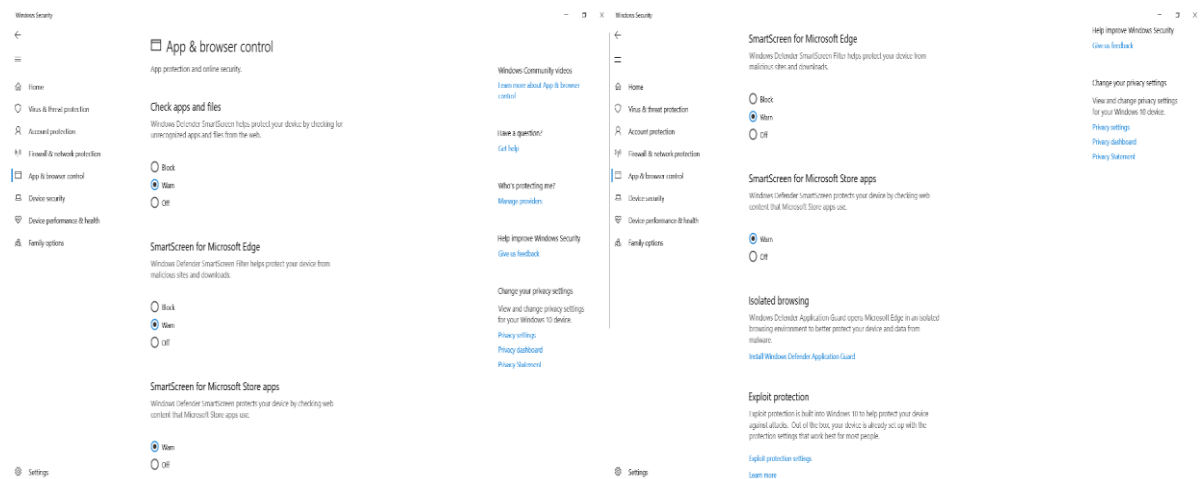 Windows Security
Home
Virus & threat protection
Account protection
Firewall & network protection
App & browser control
Device security
Device performance & health
Family options
Settings
App & browser control
App protection and online security.
Check apps and files
Windows Defender SmartScreen helps protect your device by checking for
unrecognized apps and files from the web.
Block
Warn
Off
SmartScreen for Microsoft Edge
Windows Defender SmartScreen Filter helps protect your device from
malicious sites and downloads.
Block
Warn
Off
SmartScreen for Microsoft Store apps
Windows Defender SmartScreen protects your device by checking web
content that Microsoft Store apps use.
Warn
Off
Windows Community videos
Learn more about App & browser
control
Have a question?
Get help
Who's protecting me?
Manage providers
Help improve Windows Security
Give us feedback
Change your privacy settings
View and change privacy settings
for your Windows 10 device.
Privacy settings
Privacy dashboard
Privacy Statement
Windows Security
Home
Virus & threat protection
Account protection
Firewall & network protection
App & browser control
Device security
Device performance & health
Family options
Settings
SmartScreen for Microsoft Edge
Windows Defender SmartScreen Filter helps protect your device from
malicious sites and downloads.
Block
Warn
Off
SmartScreen for Microsoft Store apps
Windows Defender SmartScreen protects your device by checking web
content that Microsoft Store apps use.
Warn
Off
Isolated browsing
Windows Defender Application Guard opens Microsoft Edge in an isolated
browsing environment to better protect your device and data from
malware.
Install Windows Defender Application Guard
Exploit protection
Exploit protection is built into Windows 10 to help protect your device
against attacks. Out of the box, your device is already set up with the
protection settings that work best for most people.
Exploit protection settings
Learn more
Help improve Windows Security
Give us feedback
Change your privacy settings
View and change privacy settings
for your Windows 10 device.
Privacy settings
Privacy dashboard
Privacy Statement